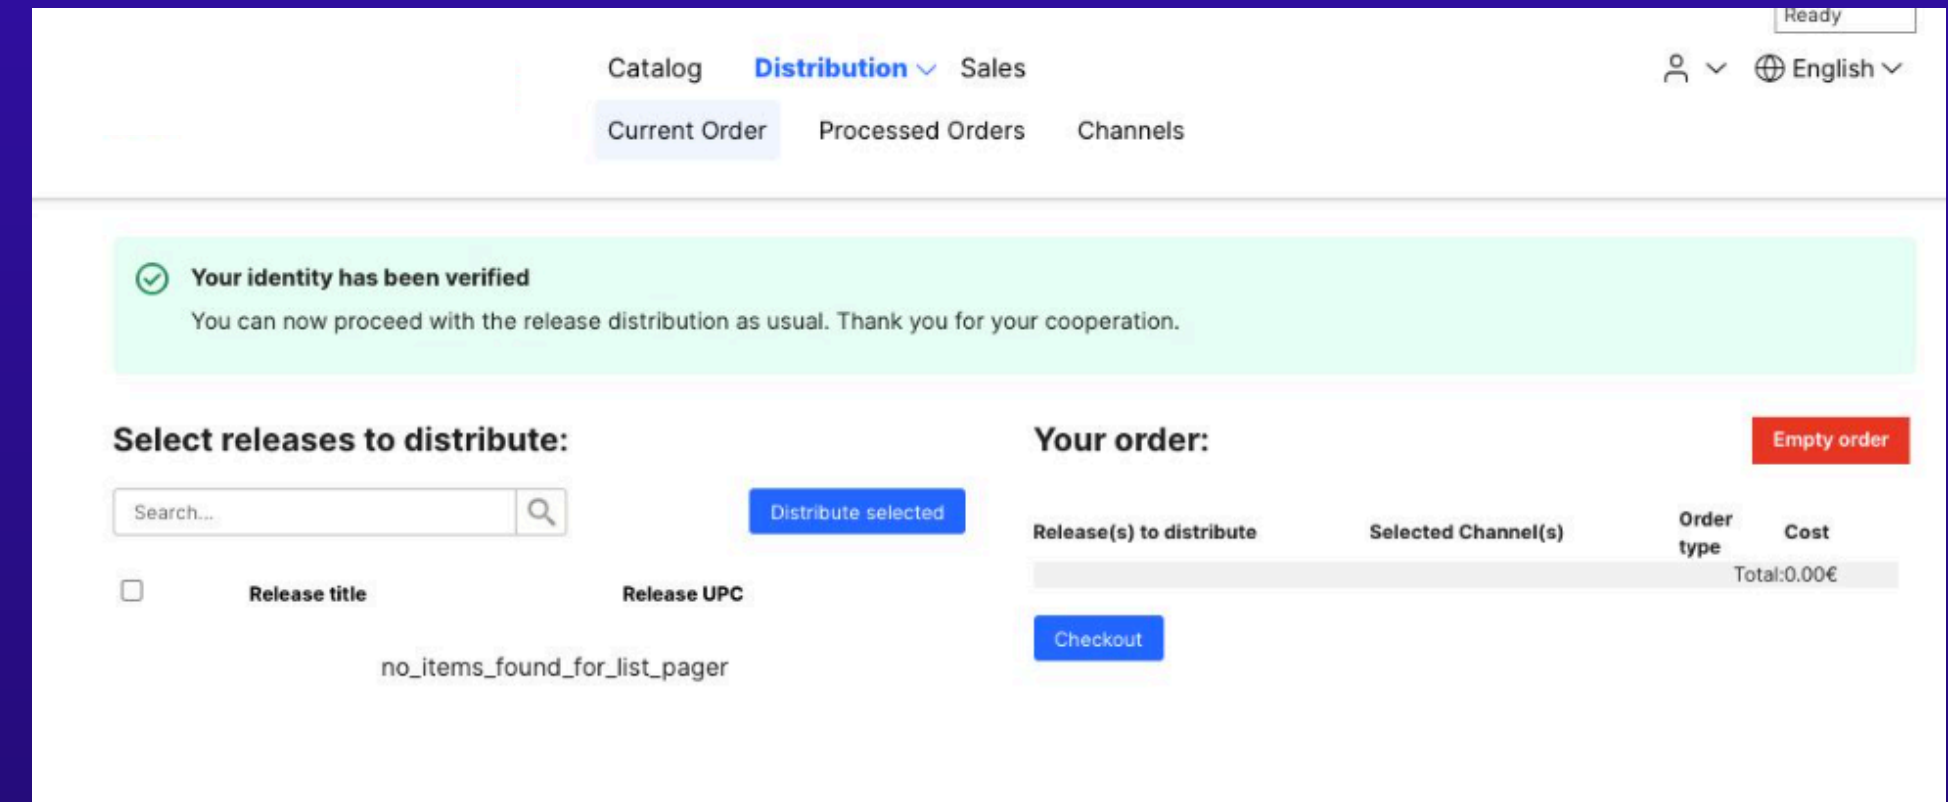 Ready
Catalog Distribution Sales English
Current Order Processed Orders Channels
Your identity has been verified
You can now proceed with the release distribution as usual. Thank you for your cooperation.
Select releases to distribute:
Search...
Distribute selected
Release title Release UPC
no_items_found_for_list_pager
Your order:
Empty order
Release(s) to distribute Selected Channel(s) Order type Cost
Total:0.00€
Checkout